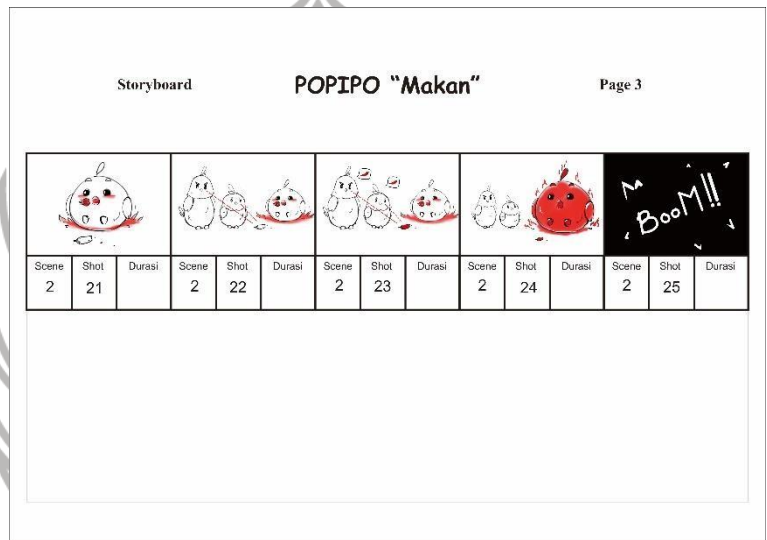 Storyboard POPIPO “Makan” Page 3
BooM!!
Scene Shot Durasi Scene Shot Durasi Scene Shot Durasi Scene Shot Durasi Scene Shot Durasi
2 21 2 22 2 23 2 24 2 25